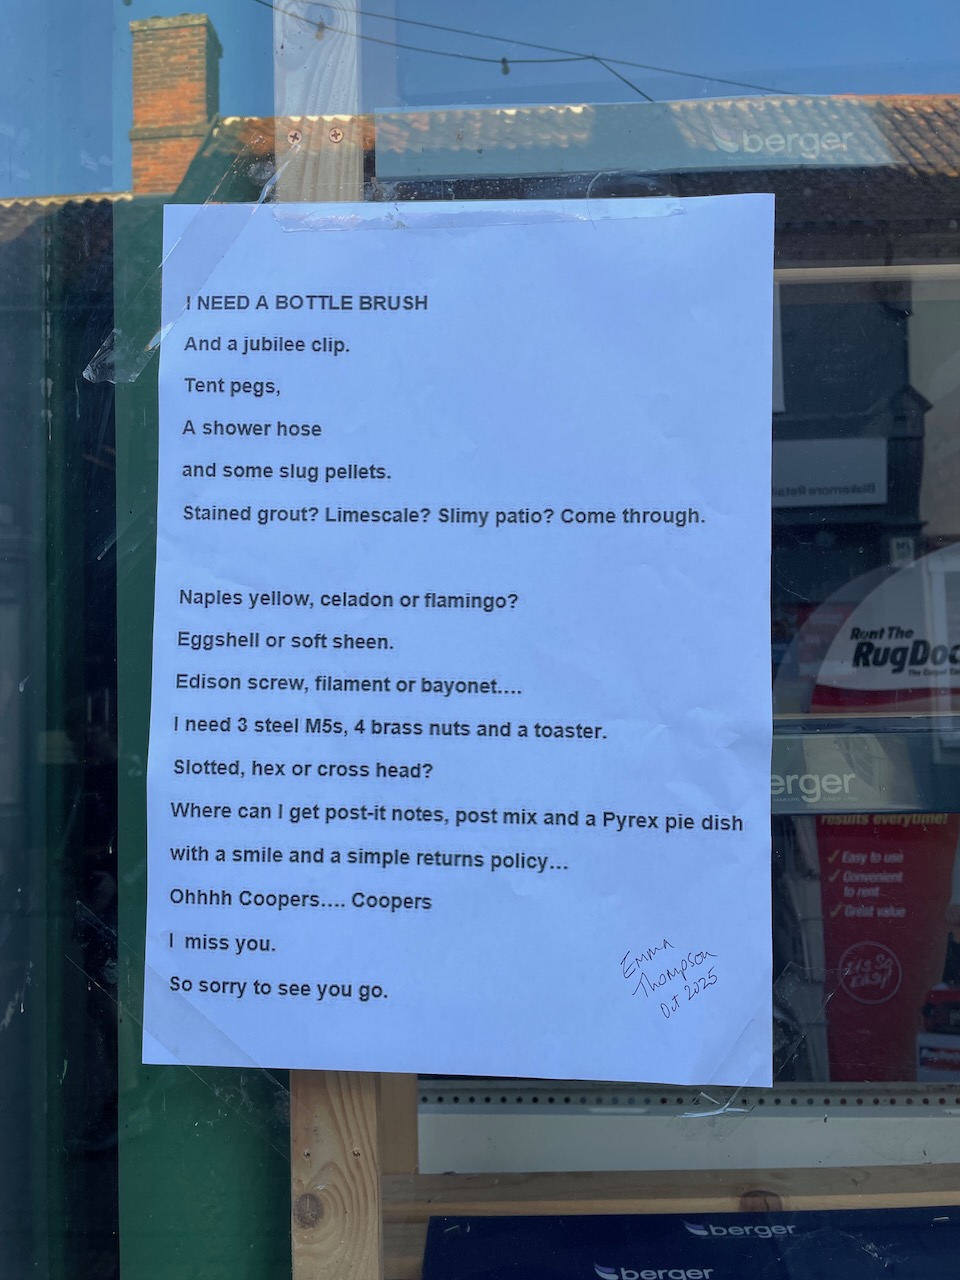 berger
I NEED A BOTTLE BRUSH
And a jubilee clip.
Tent pegs,
A shower hose
and some slug pellets.
Stained grout? Limescale? Slimy patio? Come through.
Naples yellow, celadon or flamingo?
Eggshell or soft sheen.
Edison screw, filament or bayonet....
I need 3 steel M5s, 4 brass nuts and a toaster.
Slotted, hex or cross head?
Where can I get post-it notes, post mix and a Pyrex pie dish
with a smile and a simple returns policy...
Ohhhh Coopers.... Coopers
I miss you.
So sorry to see you go.
Emma
Thompson
Oct 2025
Blakemore Retai
Rent The
RugDoc
erger
results everytime!
✓ Easy to use
✓ Convenient
to rent
✓ Great value
berger
berger